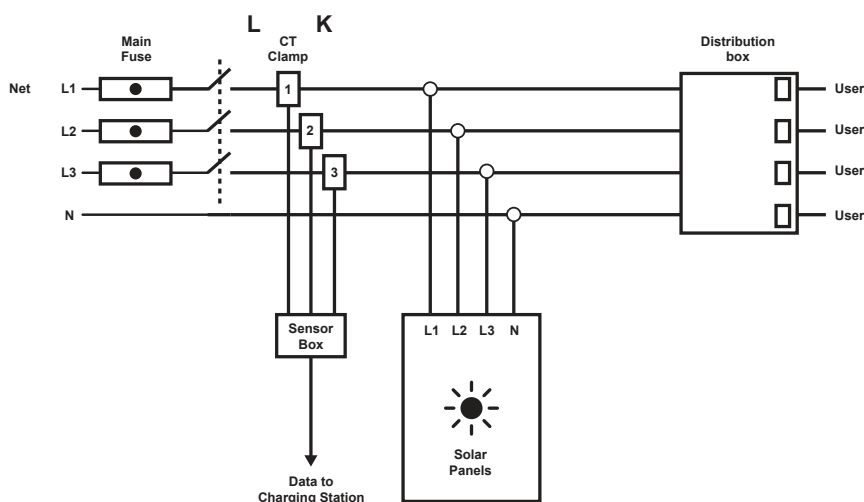 L K
Main
Fuse
CT
Clamp
Distribution
box
Net L1 1 User
L2 2 User
L3 3 User
N User
Sensor
Box
L1 L2 L3 N
Solar
Panels
Data to
Charging Station